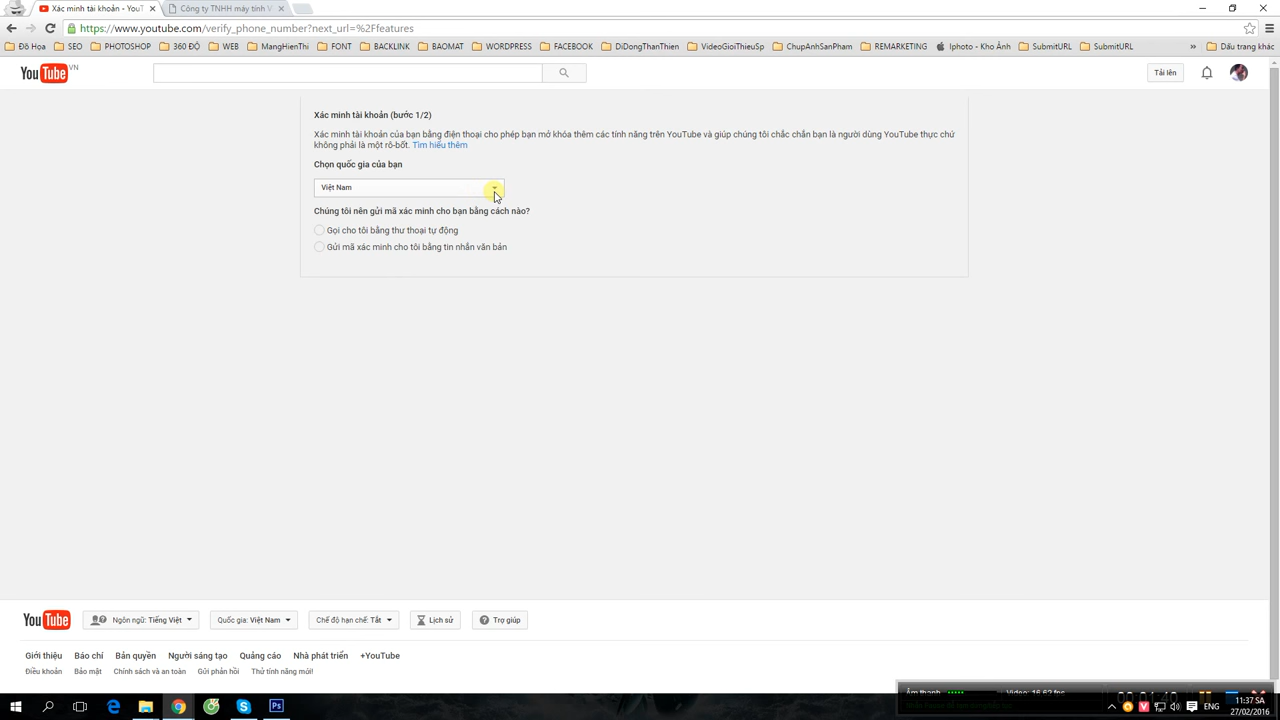 Xác minh tài khoản - YouT
Công ty TNHH máy tính V
https://www.youtube.com/verify_phone_number?next_url=%2Ffeatures
Đồ Họa SEO PHOTOSHOP 360 ĐỘ WEB MangHienThi FONT BACKLINK BAOMAT WORDPRESS FACEBOOK DiDongThanThien VideoGioiThieuSp ChupAnhSanPham REMARKETING Iphoto - Kho Ảnh SubmitURL SubmitURL » Dấu trang khác
YouTube VN
Tải lên
Xác minh tài khoản (bước 1/2)
Xác minh tài khoản của bạn bằng điện thoại cho phép bạn mở khóa thêm các tính năng trên YouTube và giúp chúng tôi chắc chắn bạn là người dùng YouTube thực chứ
không phải là một rô-bốt. Tìm hiểu thêm
Chọn quốc gia của bạn
Việt Nam
Chúng tôi nên gửi mã xác minh cho bạn bằng cách nào?
Gọi cho tôi bằng thư thoại tự động
Gửi mã xác minh cho tôi bằng tin nhắn văn bản
YouTube Ngôn ngữ: Tiếng Việt Quốc gia: Việt Nam Chế độ hạn chế: Tắt Lịch sử Trợ giúp
Giới thiệu Báo chí Bản quyền Người sáng tạo Quảng cáo Nhà phát triển +YouTube
Điều khoản Bảo mật Chính sách và an toàn Gửi phản hồi Thử tính năng mới!
Âm thanh Video: 16.62 fps 00:01:40
ENG
11:37 SA
27/02/2016